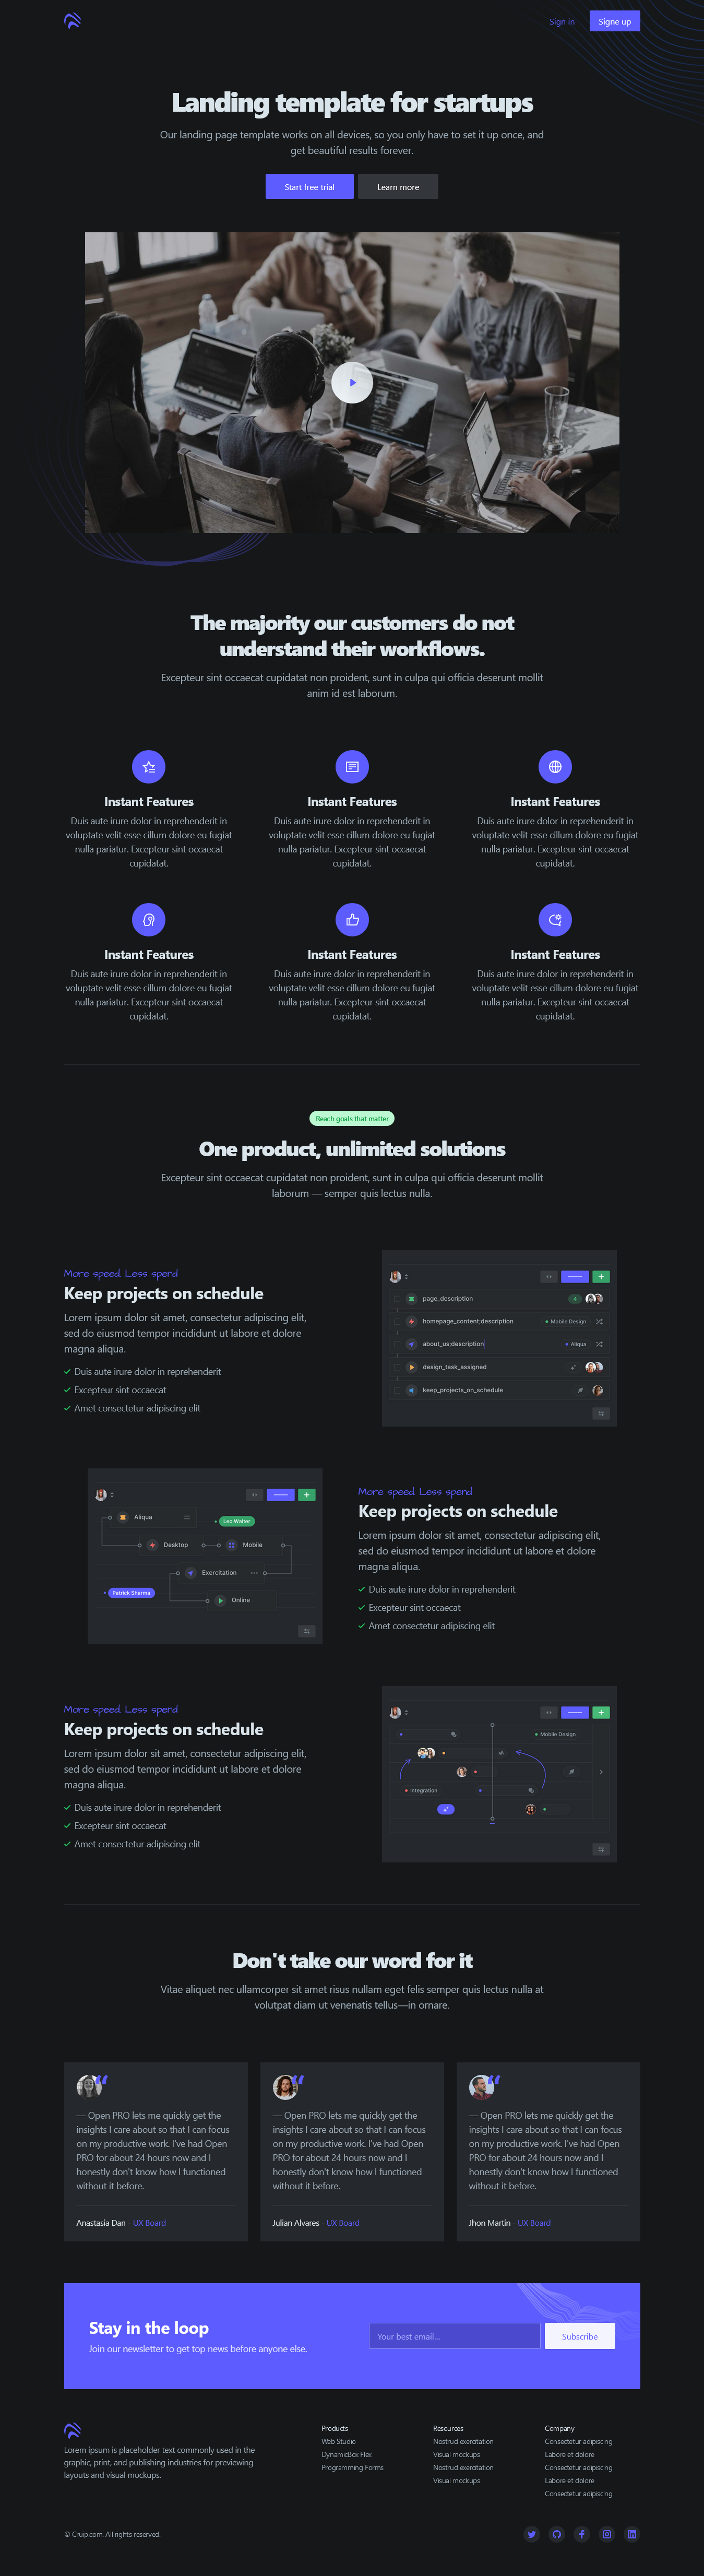 Sign in
Signe up
Landing template for startups
Our landing page template works on all devices, so you only have to set it up once, and
get beautiful results forever.
Start free trial
Learn more
The majority our customers do not
understand their workflows.
Excepteur sint occaecat cupidatat non proident, sunt in culpa qui officia deserunt mollit
anim id est laborum.
Instant Features
Duis aute irure dolor in reprehenderit in
voluptate velit esse cillum dolore eu fugiat
nulla pariatur. Excepteur sint occaecat
cupidatat.
Instant Features
Duis aute irure dolor in reprehenderit in
voluptate velit esse cillum dolore eu fugiat
nulla pariatur. Excepteur sint occaecat
cupidatat.
Instant Features
Duis aute irure dolor in reprehenderit in
voluptate velit esse cillum dolore eu fugiat
nulla pariatur. Excepteur sint occaecat
cupidatat.
Instant Features
Duis aute irure dolor in reprehenderit in
voluptate velit esse cillum dolore eu fugiat
nulla pariatur. Excepteur sint occaecat
cupidatat.
Instant Features
Duis aute irure dolor in reprehenderit in
voluptate velit esse cillum dolore eu fugiat
nulla pariatur. Excepteur sint occaecat
cupidatat.
Instant Features
Duis aute irure dolor in reprehenderit in
voluptate velit esse cillum dolore eu fugiat
nulla pariatur. Excepteur sint occaecat
cupidatat.
Reach goals that matter
One product, unlimited solutions
Excepteur sint occaecat cupidatat non proident, sunt in culpa qui officia deserunt mollit
laborum — semper quis lectus nulla.
More speed. Less spend
Keep projects on schedule
Lorem ipsum dolor sit amet, consectetur adipiscing elit,
sed do eiusmod tempor incididunt ut labore et dolore
magna aliqua.
Duis aute irure dolor in reprehenderit
Excepteur sint occaecat
Amet consectetur adipiscing elit
page_description
homepage_content;description
Mobile Design
about_us;description
Aliqua
design_task_assigned
keep_projects_on_schedule
Aliqua
Leo Walter
Desktop
Mobile
Exercitation
Patrick Sharma
Online
More speed. Less spend
Keep projects on schedule
Lorem ipsum dolor sit amet, consectetur adipiscing elit,
sed do eiusmod tempor incididunt ut labore et dolore
magna aliqua.
Duis aute irure dolor in reprehenderit
Excepteur sint occaecat
Amet consectetur adipiscing elit
More speed. Less spend
Keep projects on schedule
Lorem ipsum dolor sit amet, consectetur adipiscing elit,
sed do eiusmod tempor incididunt ut labore et dolore
magna aliqua.
Duis aute irure dolor in reprehenderit
Excepteur sint occaecat
Amet consectetur adipiscing elit
Mobile Design
Integration
Don't take our word for it
Vitae aliquet nec ullamcorper sit amet risus nullam eget felis semper quis lectus nulla at
volutpat diam ut venenatis tellus—in ornare.
— Open PRO lets me quickly get the
insights I care about so that I can focus
on my productive work. I've had Open
PRO for about 24 hours now and I
honestly don't know how I functioned
without it before.
Anastasia Dan UX Board
— Open PRO lets me quickly get the
insights I care about so that I can focus
on my productive work. I've had Open
PRO for about 24 hours now and I
honestly don't know how I functioned
without it before.
Julian Alvares UX Board
— Open PRO lets me quickly get the
insights I care about so that I can focus
on my productive work. I've had Open
PRO for about 24 hours now and I
honestly don't know how I functioned
without it before.
Jhon Martin UX Board
Stay in the loop
Join our newsletter to get top news before anyone else.
Your best email…
Subscribe
Lorem ipsum is placeholder text commonly used in the
graphic, print, and publishing industries for previewing
layouts and visual mockups.
Products
Web Studio
DynamicBox Flex
Programming Forms
Resources
Nostrud exercitation
Visual mockups
Nostrud exercitation
Visual mockups
Company
Consectetur adipiscing
Labore et dolore
Consectetur adipiscing
Labore et dolore
Consectetur adipiscing
© Cruip.com. All rights reserved.